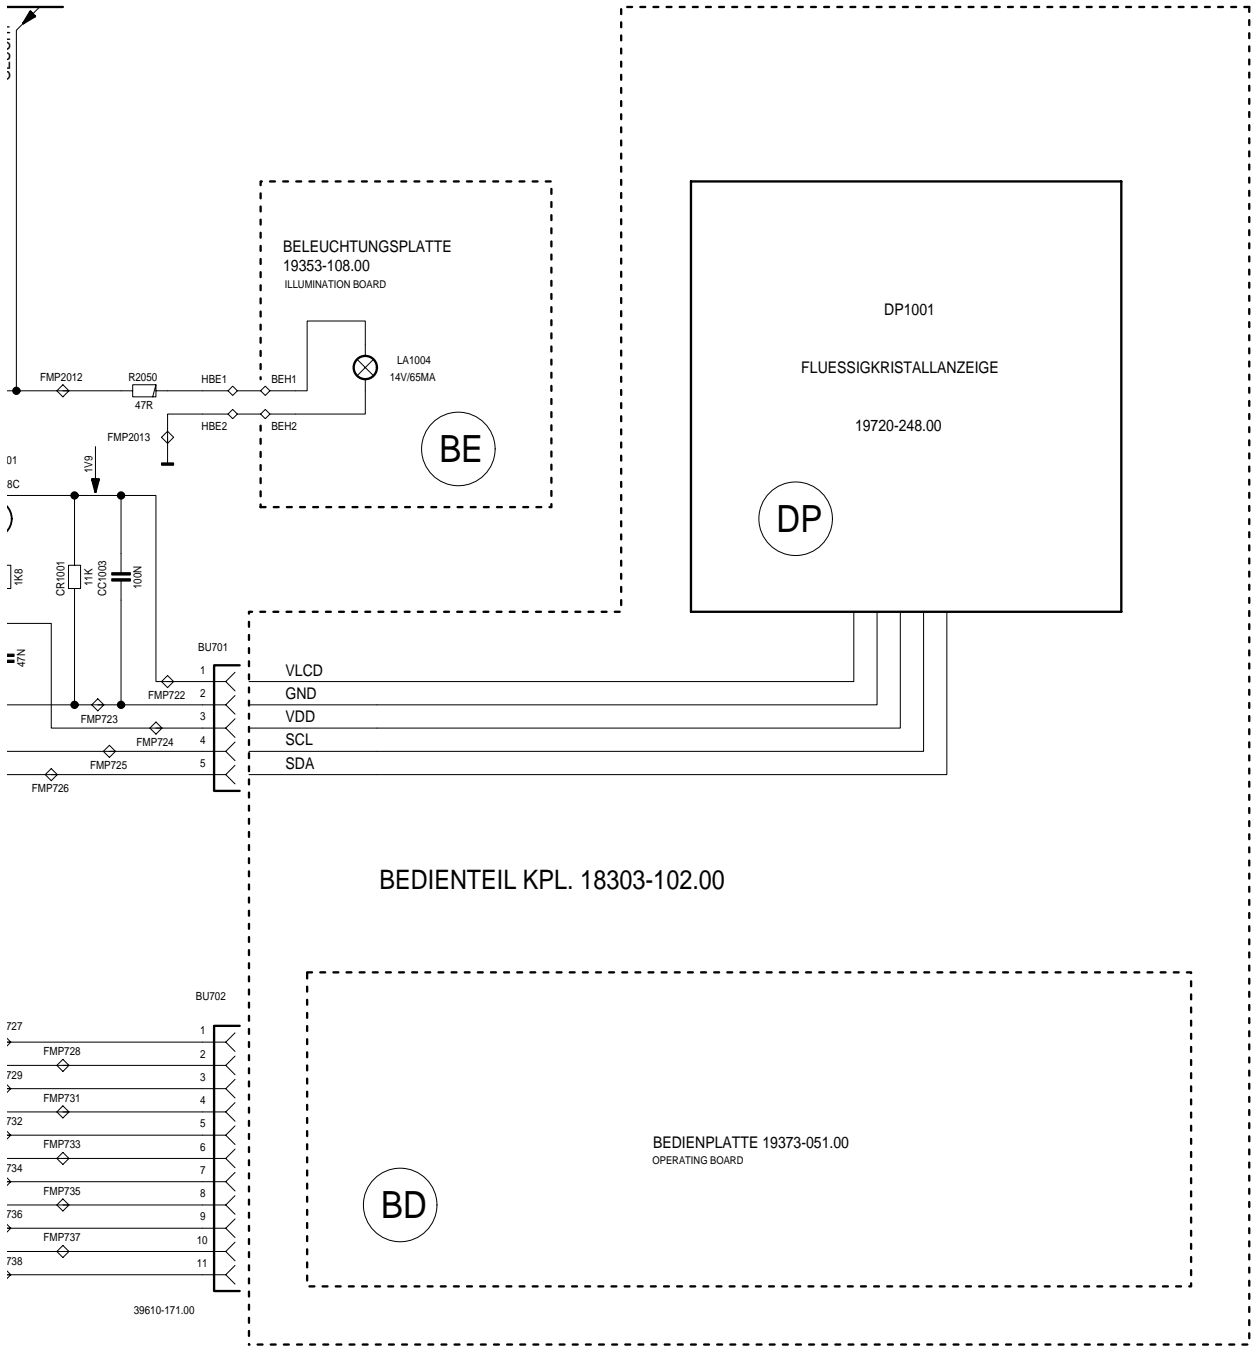 BELEUCHTUNGSPLATTE
19353-108.00
ILLUMINATION BOARD
LA1004
14V/65MA
FMP2012
R2050
47R
HBE1
BEH1
HBE2
BEH2
FMP2013
BE
DP1001
FLUESSIGKRISTALLANZEIGE
19720-248.00
DP
01
8C
1V9
1K8
CR1001
11K
CC1003
100N
47N
BU701
1
VLCD
FMP722
2
GND
FMP723
3
VDD
FMP724
4
SCL
FMP725
5
SDA
FMP726
BEDIENTEIL KPL. 18303-102.00
BU702
727
1
FMP728
2
729
3
FMP731
4
732
5
FMP733
6
734
7
FMP735
8
736
9
FMP737
10
738
11
39610-171.00
BEDIENPLATTE 19373-051.00
OPERATING BOARD
BD